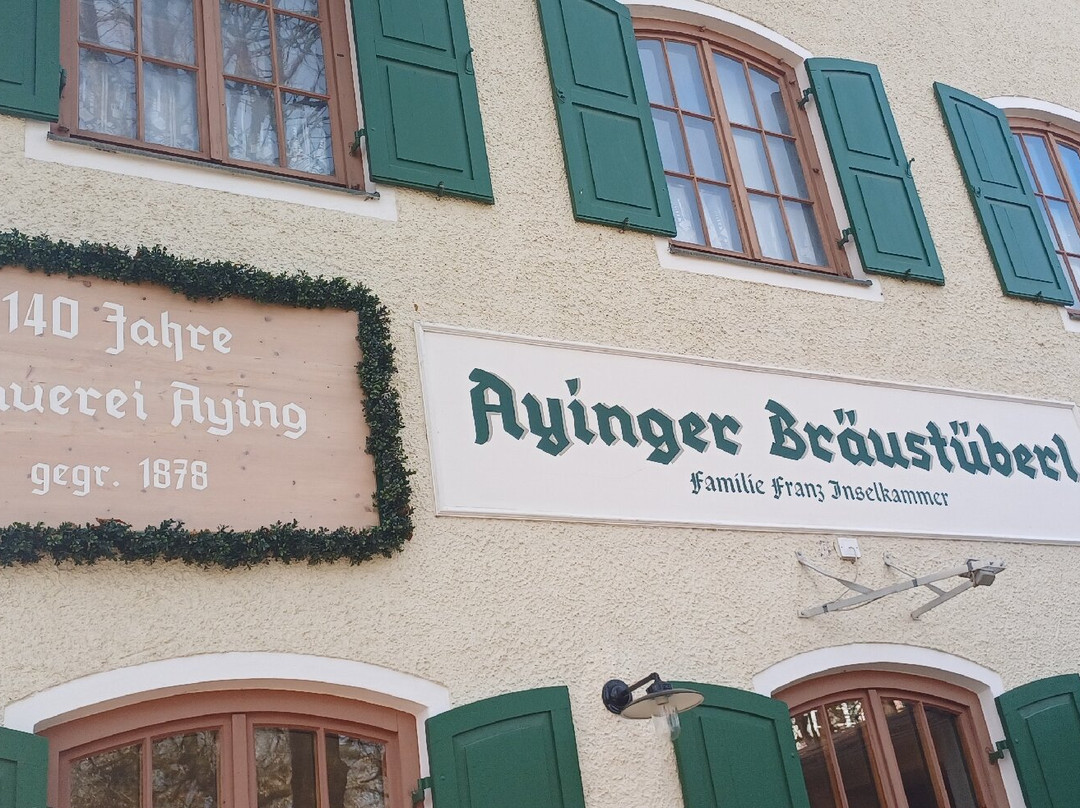 140 Jahre
auerei Aying
gegr. 1878
Ayinger Bräustüberl
Familie Franz Inselkammer